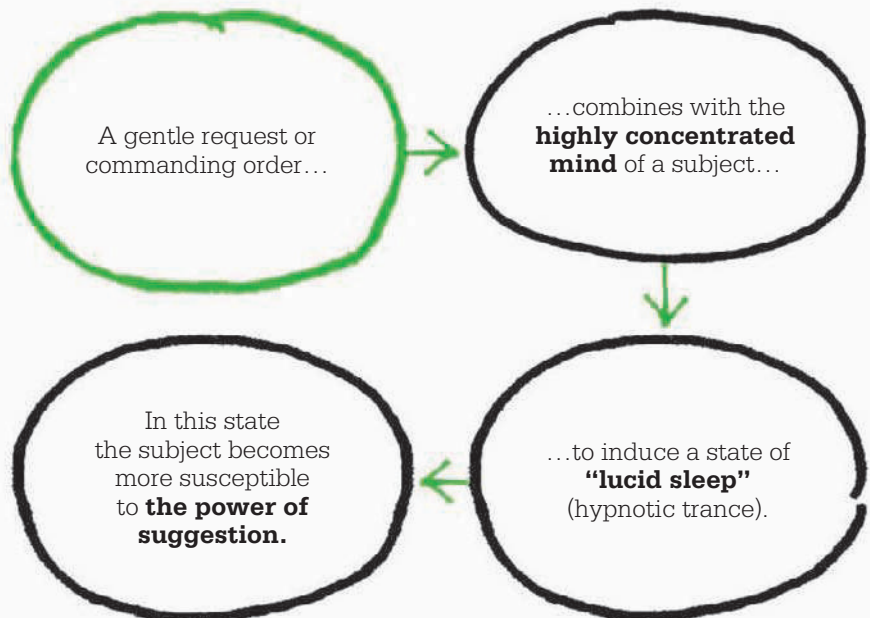 A gentle request or
commanding order…
…combines with the
highly concentrated
mind of a subject…
…to induce a state of
“lucid sleep”
(hypnotic trance).
In this state
the subject becomes
more susceptible
to the power of
suggestion.